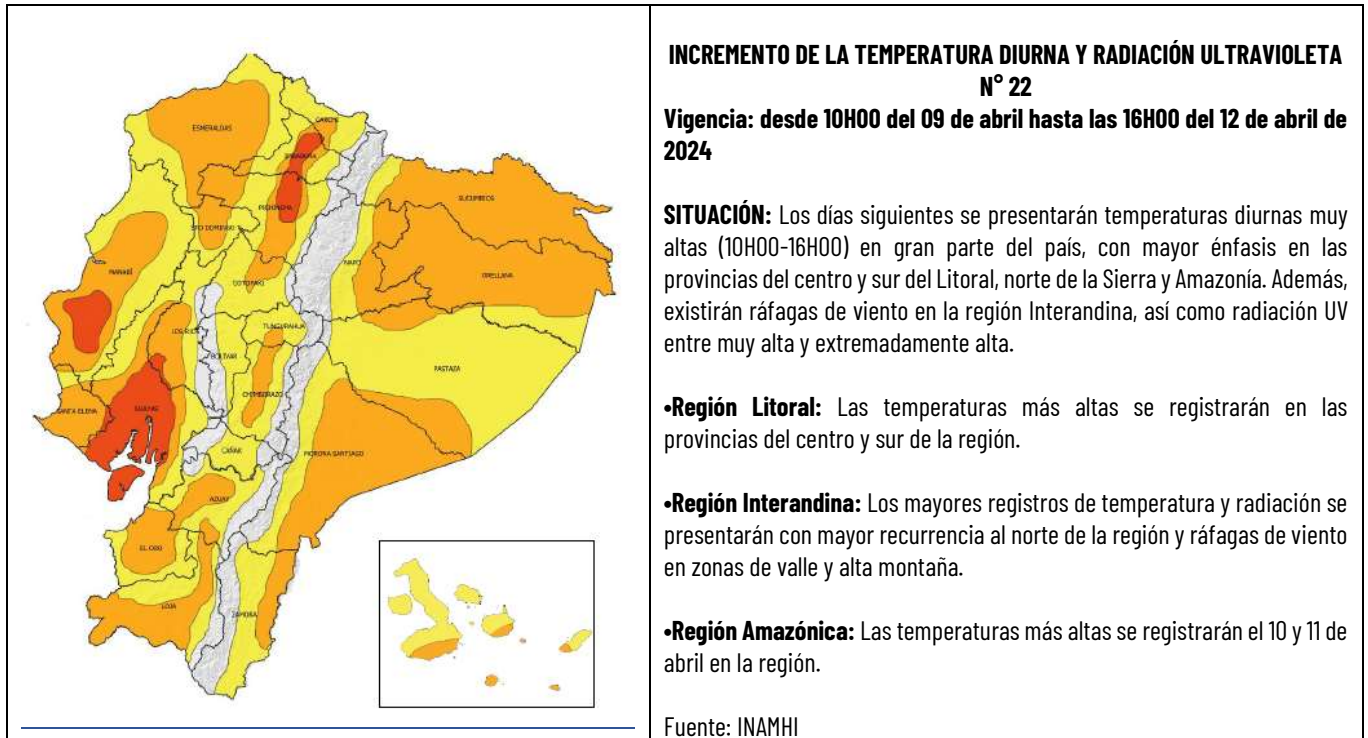 ESMERALDAS
CARCHI
IMBABURA
PICHINCHA
SUCUMBIOS
STO DOMINGO
NAPO
MANABÍ
ORELLANA
COTOPAXI
LOS RIOS
TUNGURAHUA
BOLIVAR
PASTAZA
CHIMBORAZO
SANTA ELENA
GUAYAS
CAÑAR
MORONA SANTIAGO
AZUAY
EL ORO
LOJA
ZAMORA
INCREMENTO DE LA TEMPERATURA DIURNA Y RADIACIÓN ULTRAVIOLETA
N° 22
Vigencia: desde 10H00 del 09 de abril hasta las 16H00 del 12 de abril de
2024
SITUACIÓN: Los días siguientes se presentarán temperaturas diurnas muy
altas (10H00-16H00) en gran parte del país, con mayor énfasis en las
provincias del centro y sur del Litoral, norte de la Sierra y Amazonía. Además,
existirán ráfagas de viento en la región Interandina, así como radiación UV
entre muy alta y extremadamente alta.
•Región Litoral: Las temperaturas más altas se registrarán en las
provincias del centro y sur de la región.
•Región Interandina: Los mayores registros de temperatura y radiación se
presentarán con mayor recurrencia al norte de la región y ráfagas de viento
en zonas de valle y alta montaña.
•Región Amazónica: Las temperaturas más altas se registrarán el 10 y 11 de
abril en la región.
Fuente: INAMHI